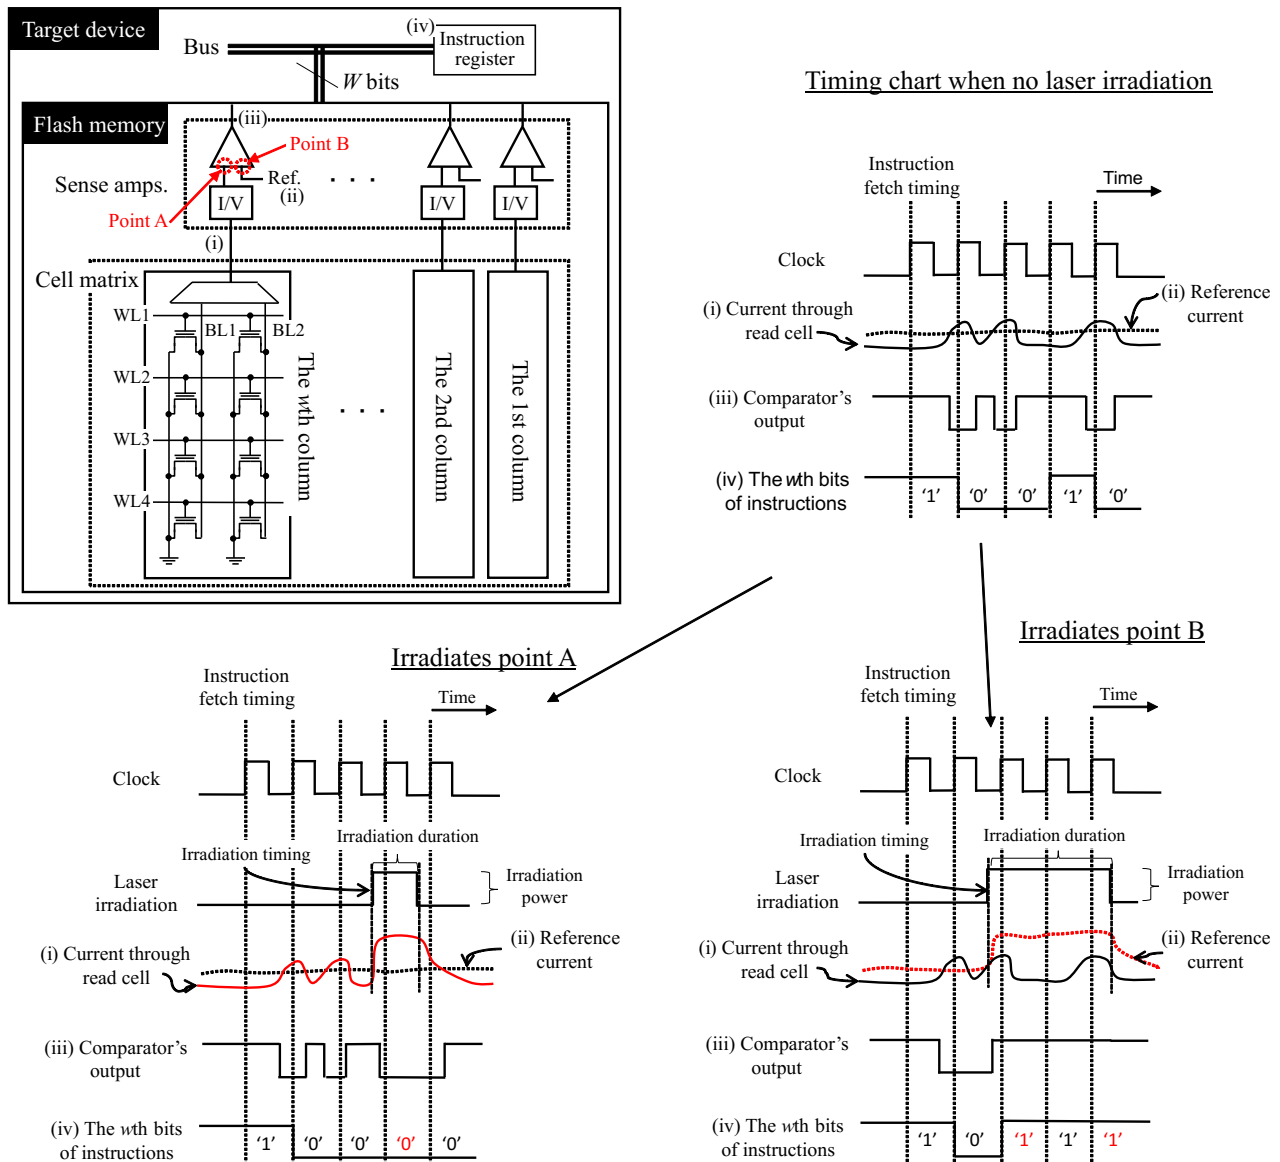 Target device
Bus
(iv)
Instruction
register
W bits
Flash memory
(iii)
Point B
Sense amps.
Ref.
(ii)
. . .
Point A
I/V
I/V
I/V
(i)
Cell matrix
WL1
BL1
BL2
WL2
WL3
WL4
The wth column
. . .
The 2nd column
The 1st column
Timing chart when no laser irradiation
Instruction
fetch timing
Time
Clock
(i) Current through
read cell
(ii) Reference
current
(iii) Comparator's
output
(iv) The wth bits
of instructions
‘1’ ‘0’ ‘0’ ‘1’ ‘0’
Irradiates point A
Instruction
fetch timing
Time
Clock
Irradiation duration
Irradiation timing
Laser
irradiation
Irradiation
power
(i) Current through
read cell
(ii) Reference
current
(iii) Comparator's
output
(iv) The wth bits
of instructions
‘1’ ‘0’ ‘0’ ‘0’ ‘0’
Irradiates point B
Instruction
fetch timing
Time
Clock
Irradiation duration
Irradiation timing
Laser
irradiation
Irradiation
power
(i) Current through
read cell
(ii) Reference
current
(iii) Comparator's
output
(iv) The wth bits
of instructions
‘1’ ‘0’ ‘1’ ‘1’ ‘1’